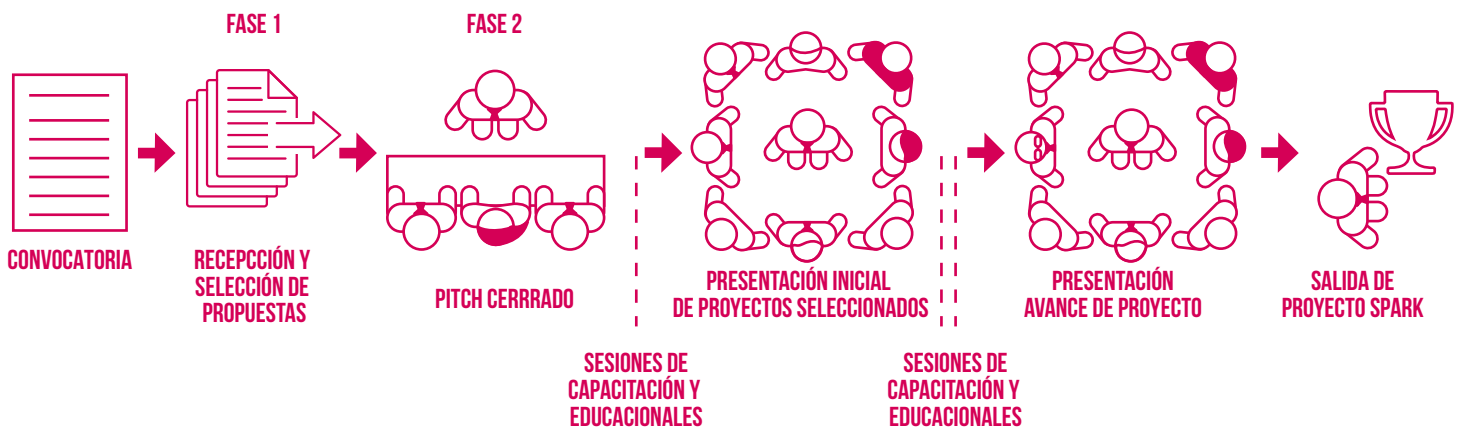 FASE 1
FASE 2
CONVOCATORIA
RECEPCCIÓN Y
SELECCIÓN DE
PROPUESTAS
PITCH CERRRADO
PRESENTACIÓN INICIAL
DE PROYECTOS SELECCIONADOS
PRESENTACIÓN
AVANCE DE PROYECTO
SALIDA DE
PROYECTO SPARK
SESIONES DE
CAPACITACIÓN Y
EDUCACIONALES
SESIONES DE
CAPACITACIÓN Y
EDUCACIONALES